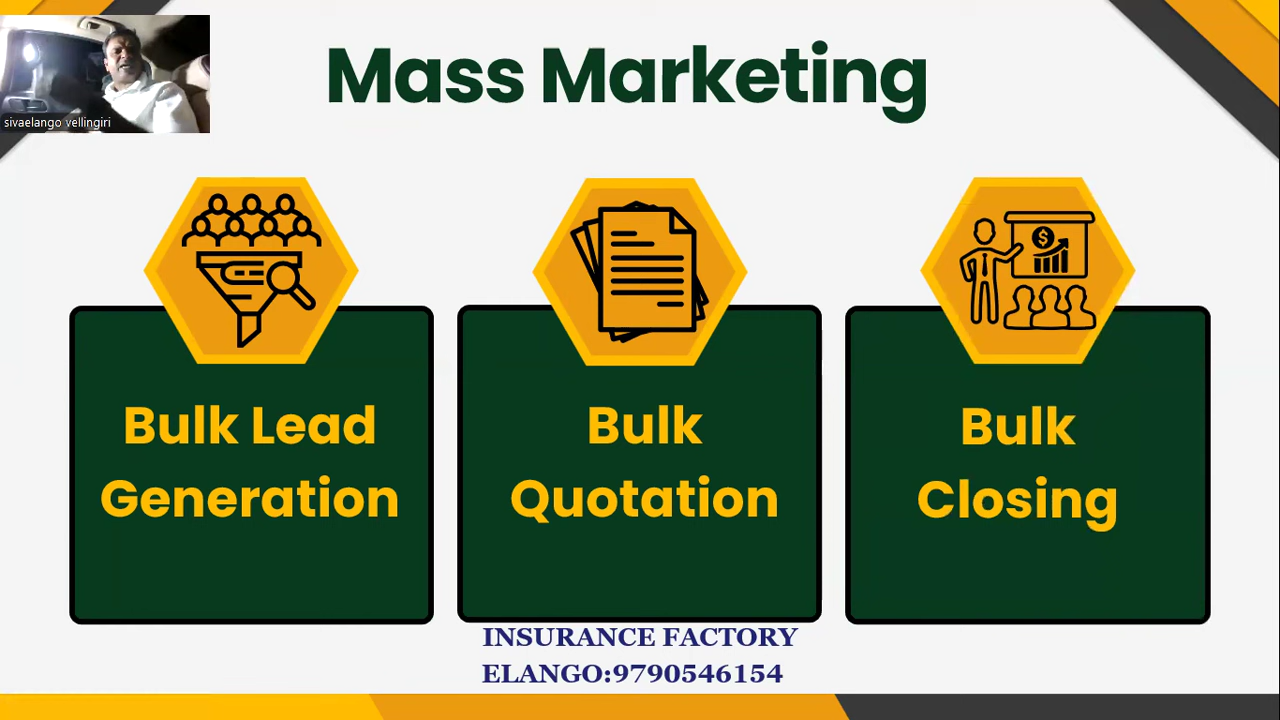 Mass Marketing
sivaelango vellingiri
Bulk Lead
Generation
Bulk
Quotation
Bulk
Closing
INSURANCE FACTORY
ELANGO:9790546154